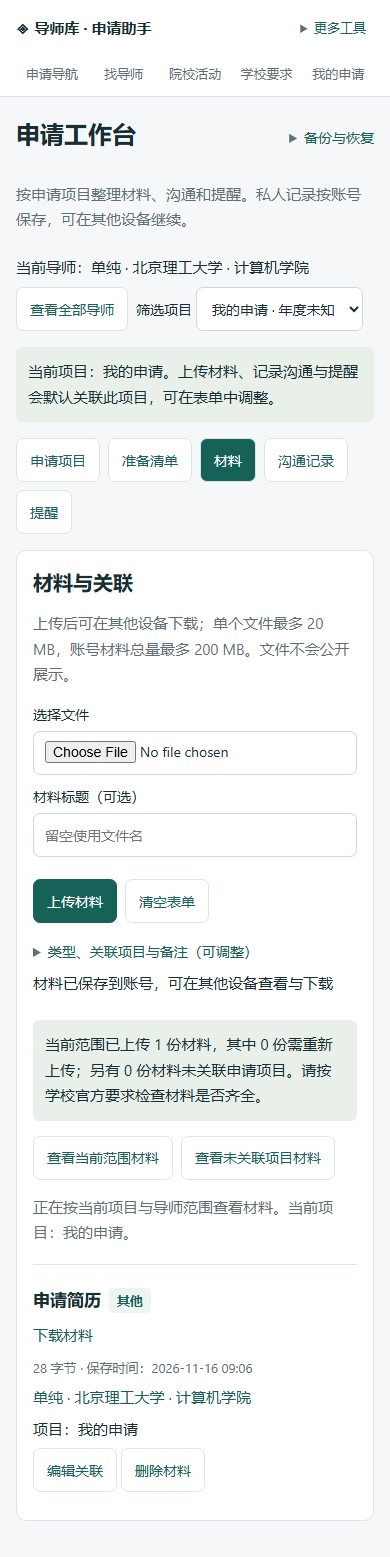 ◈ 导师库 · 申请助手
▶ 更多工具
申请导航 找导师 院校活动 学校要求 我的申请
申请工作台
▶ 备份与恢复
按申请项目整理材料、沟通和提醒。私人记录按账号
保存，可在其他设备继续。
当前导师：单纯 · 北京理工大学 · 计算机学院
查看全部导师 筛选项目 我的申请 · 年度未知
当前项目：我的申请。上传材料、记录沟通与提醒
会默认关联此项目，可在表单中调整。
申请项目 准备清单 材料 沟通记录
提醒
材料与关联
上传后可在其他设备下载；单个文件最多 20
MB，账号材料总量最多 200 MB。文件不会公开
展示。
选择文件
Choose File No file chosen
材料标题（可选）
留空使用文件名
上传材料 清空表单
▶ 类型、关联项目与备注（可调整）
材料已保存到账号，可在其他设备查看与下载
当前范围已上传 1 份材料，其中 0 份需重新
上传；另有 0 份材料未关联申请项目。请按
学校官方要求检查材料是否齐全。
查看当前范围材料 查看未关联项目材料
正在按当前项目与导师范围查看材料。当前项
目：我的申请。
申请简历 其他
下载材料
28 字节 · 保存时间：2026-11-16 09:06
单纯 · 北京理工大学 · 计算机学院
项目：我的申请
编辑关联 删除材料